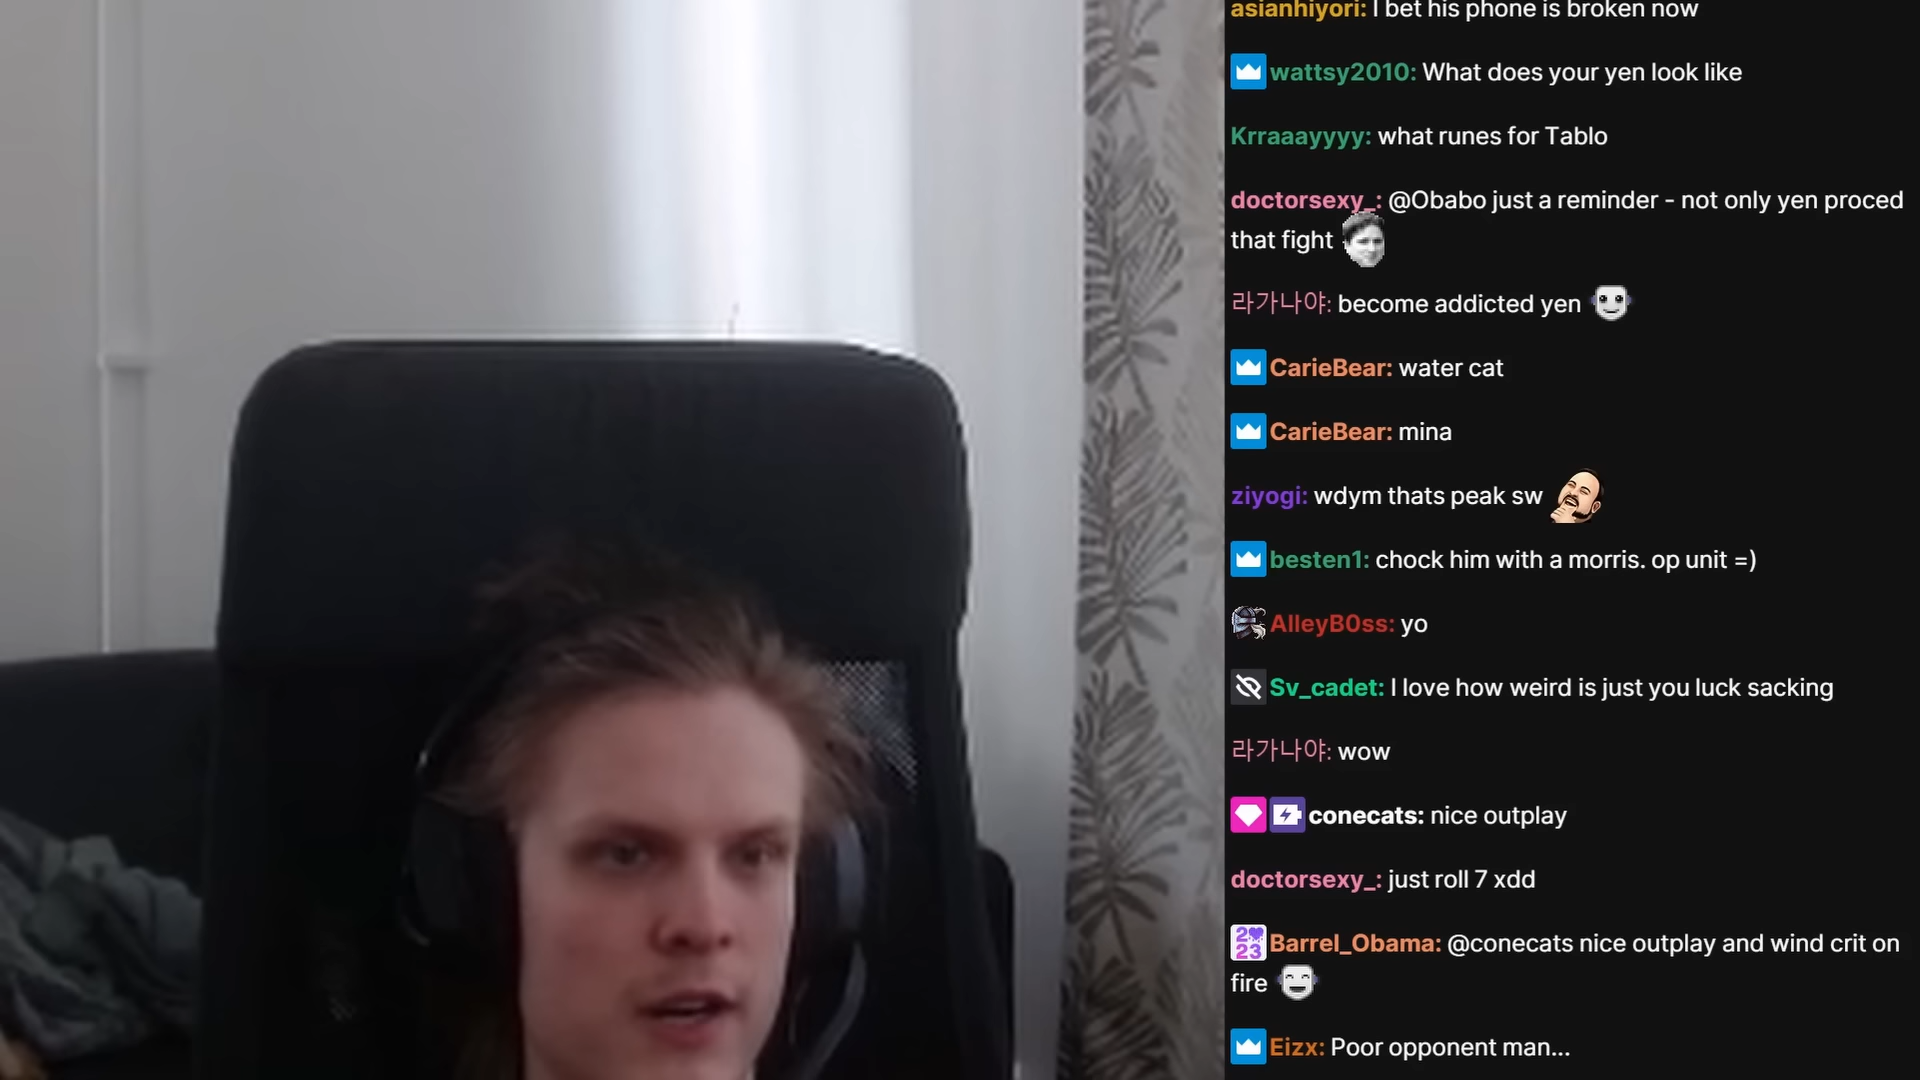 asianhiyori: I bet his phone is broken now
wattsy2010: What does your yen look like
Krraaayyyy: what runes for Tablo
doctorsexy_: @Obabo just a reminder - not only yen proced
that fight
라가나야: become addicted yen
CarieBear: water cat
CarieBear: mina
ziyogi: wdym thats peak sw
besten1: chock him with a morris. op unit =)
AlleyB0ss: yo
Sv_cadet: I love how weird is just you luck sacking
라가나야: wow
conecats: nice outplay
doctorsexy_: just roll 7 xdd
2023 Barrel_Obama: @conecats nice outplay and wind crit on
fire
Eizx: Poor opponent man...